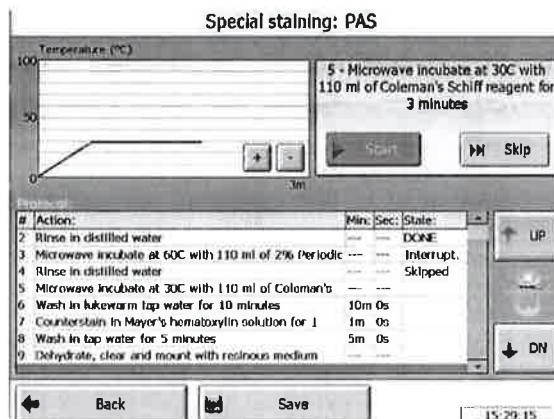 Special staining: PAS
Temperature (ºC)
100
50
0
3m
+ -
5 - Microwave incubate at 30C with
110 ml of Coleman's Schiff reagent for
3 minutes
Start
Skip
Protocol:
# Action: Min: Sec: State:
2 Rinse in distilled water --- --- DONE
3 Microwave incubate at 60C with 110 ml of 2% Periodic --- --- Interrupt.
4 Rinse in distilled water --- --- Skipped
5 Microwave incubate at 30C with 110 ml of Coleman's --- ---
6 Wash in lukewarm tap water for 10 minutes 10m 0s
7 Counterstain in Mayer's hematoxylin solution for 1 1m 0s
8 Wash in tap water for 5 minutes 5m 0s
9 Dehydrate, clear and mount with resinous medium
UP
DN
Back
Save
15:29:15